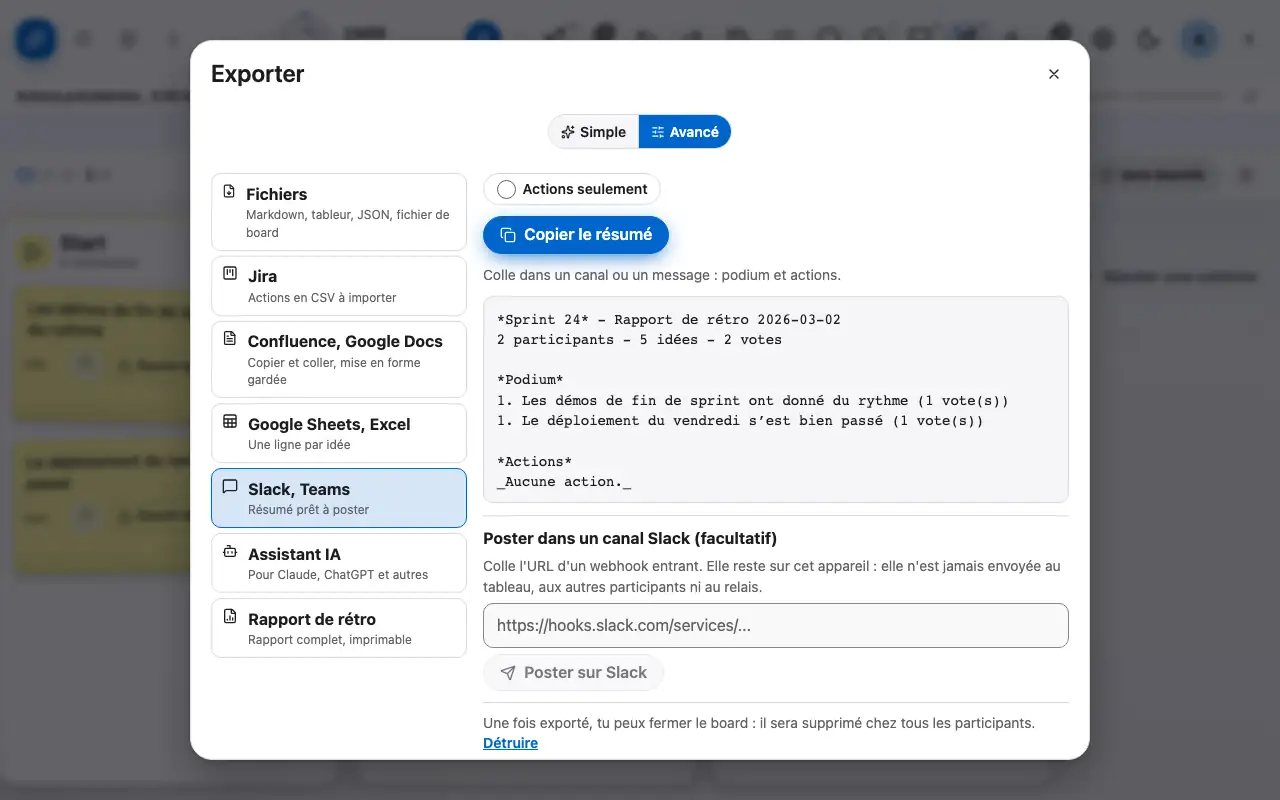 Exporter
Simple
Avancé
Fichiers
Markdown, tableur, JSON, fichier de
board
Jira
Actions en CSV à importer
Confluence, Google Docs
Copier et coller, mise en forme
gardée
Google Sheets, Excel
Une ligne par idée
Slack, Teams
Résumé prêt à poster
Assistant IA
Pour Claude, ChatGPT et autres
Rapport de rétro
Rapport complet, imprimable
Actions seulement
Copier le résumé
Colle dans un canal ou un message : podium et actions.
*Sprint 24* – Rapport de rétro 2026-03-02
2 participants – 5 idées – 2 votes
*Podium*
1. Les démos de fin de sprint ont donné du rythme (1 vote(s))
1. Le déploiement du vendredi s’est bien passé (1 vote(s))
*Actions*
_Aucune action._
Poster dans un canal Slack (facultatif)
Colle l'URL d'un webhook entrant. Elle reste sur cet appareil : elle n'est jamais envoyée au
tableau, aux autres participants ni au relais.
https://hooks.slack.com/services/...
Poster sur Slack
Une fois exporté, tu peux fermer le board : il sera supprimé chez tous les participants.
Détruire
Start